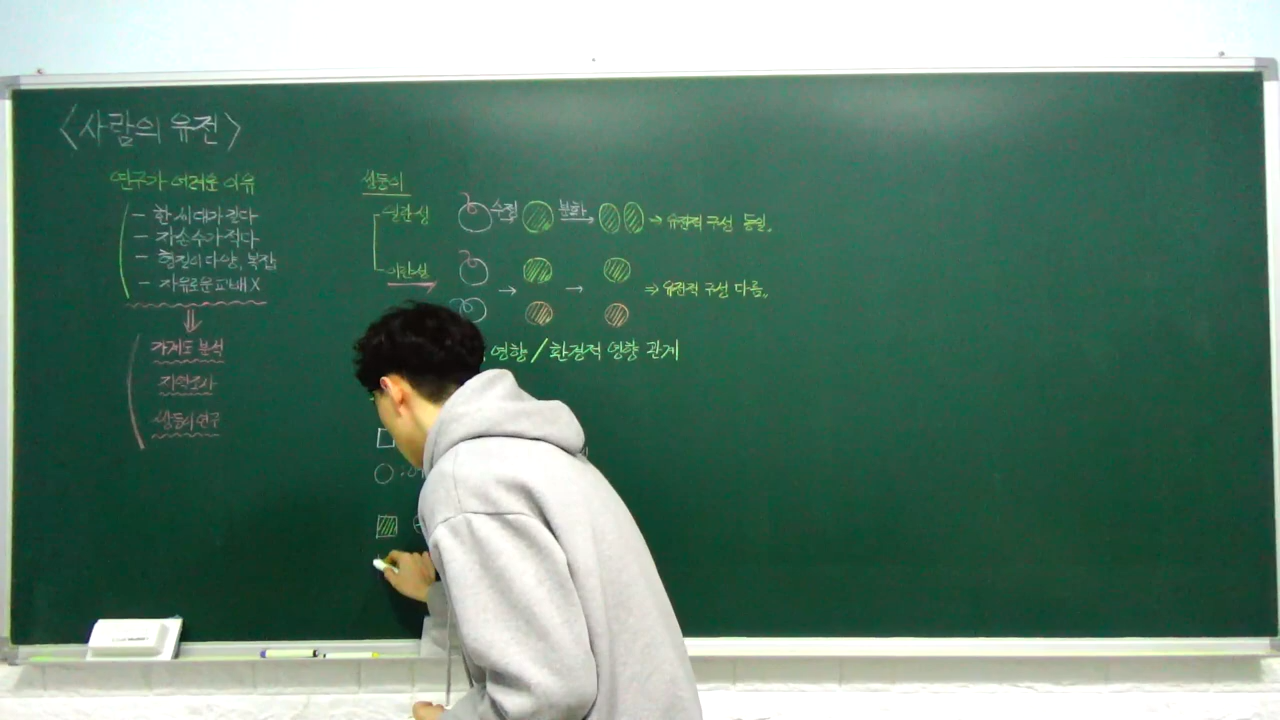 <사람의 유전>
연구가 어려운 이유
- 한 세대가 길다
- 자손 수가 적다
- 형질이 다양, 복잡
- 자유로운 교배 X
⇓
가계도 분석
지역조사
쌍둥이 연구
쌍둥이
일란성 수정 분화 → 유전적 구성 동일.
이란성 → → ⇒ 유전적 구성 다름.
영향 / 환경적 영향 관계